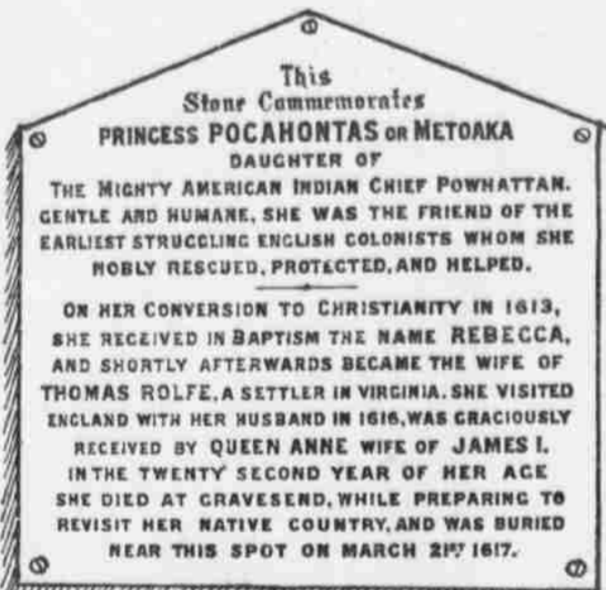 This
Stone Commemorates
PRINCESS POCAHONTAS OR METOAKA
DAUGHTER OF
THE MIGHTY AMERICAN INDIAN CHIEF POWHATTAN.
GENTLE AND HUMANE, SHE WAS THE FRIEND OF THE
EARLIEST STRUGGLING ENGLISH COLONISTS WHOM SHE
NOBLY RESCUED, PROTECTED, AND HELPED.
ON HER CONVERSION TO CHRISTIANITY IN 1613,
SHE RECEIVED IN BAPTISM THE NAME REBECCA,
AND SHORTLY AFTERWARDS BECAME THE WIFE OF
THOMAS ROLFE, A SETTLER IN VIRGINIA. SHE VISITED
ENGLAND WITH HER HUSBAND IN 1616, WAS GRACIOUSLY
RECEIVED BY QUEEN ANNE WIFE OF JAMES I.
IN THE TWENTY SECOND YEAR OF HER AGE
SHE DIED AT GRAVESEND, WHILE PREPARING TO
REVISIT HER NATIVE COUNTRY, AND WAS BURIED
NEAR THIS SPOT ON MARCH 21ST 1617.